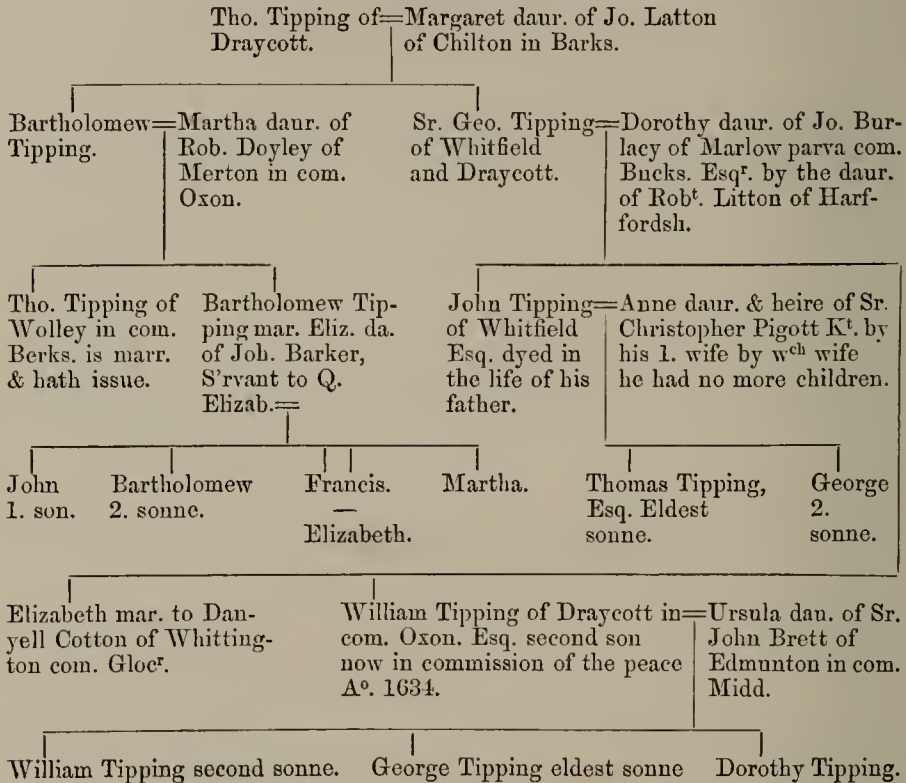 Tho. Tipping of=Margaret daur. of Jo. Latton
Draycott. of Chilton in Barks.
Bartholomew=Martha daur. of
Tipping. Rob. Doyley of
Merton in com.
Oxon.
Sr. Geo. Tipping=Dorothy daur. of Jo. Bur-
of Whitfield lacy of Marlow parva com.
and Draycott. Bucks. Esqʳ. by the daur.
of Robᵗ. Litton of Harf-
fordsh.
Tho. Tipping of
Wolley in com.
Berks. is marr.
& hath issue.
Bartholomew Tip-
ping mar. Eliz. da.
of Joh. Barker,
S'rvant to Q.
Elizab.=
John Tipping=Anne daur. & heire of Sr.
of Whitfield Christopher Pigott Kᵗ. by
Esq. dyed in his 1. wife by wᶜʰ wife
the life of his he had no more children.
father.
John
1. son.
Bartholomew
2. sonne.
Francis.
—
Elizabeth.
Martha.
Thomas Tipping,
Esq. Eldest
sonne.
George
2.
sonne.
Elizabeth mar. to Dan-
yell Cotton of Whitting-
ton com. Glocʳ.
William Tipping of Draycott in=Ursula dau. of Sr.
com. Oxon. Esq. second son John Brett of
now in commission of the peace Edmunton in com.
Aº. 1634. Midd.
William Tipping second sonne. George Tipping eldest sonne Dorothy Tipping.